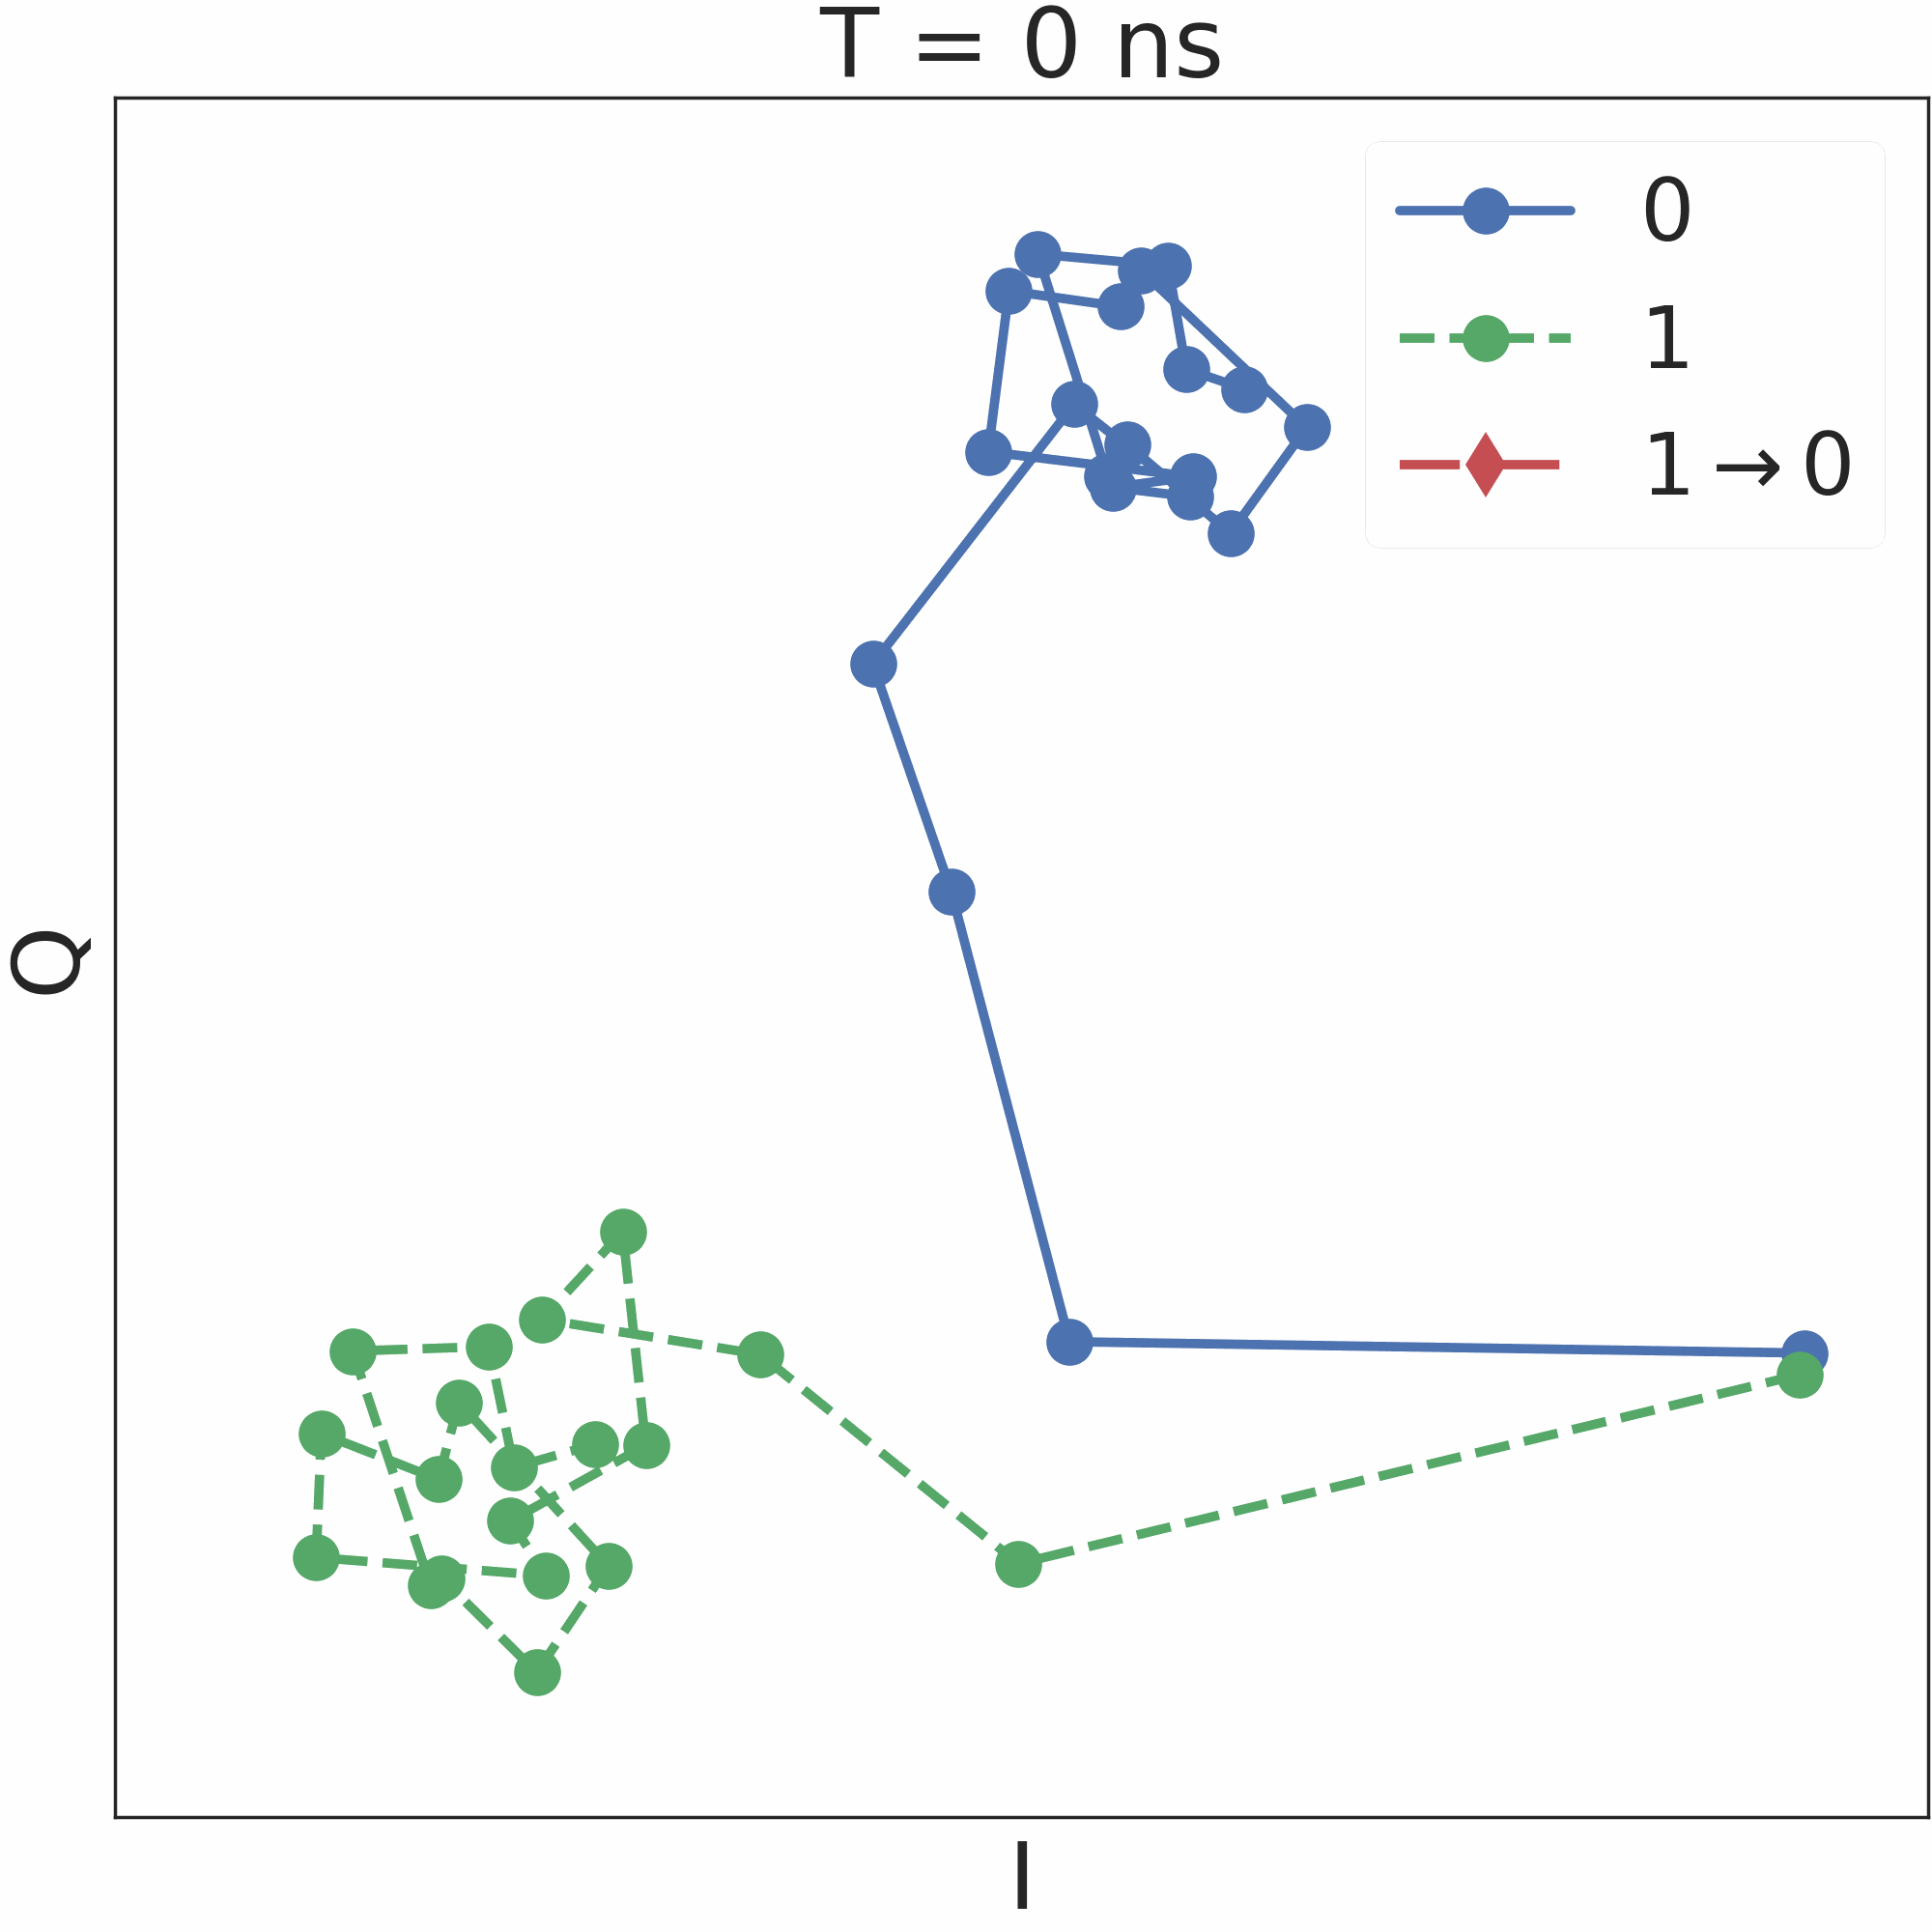 T = 0 ns
0
1
1 → 0
Q
I